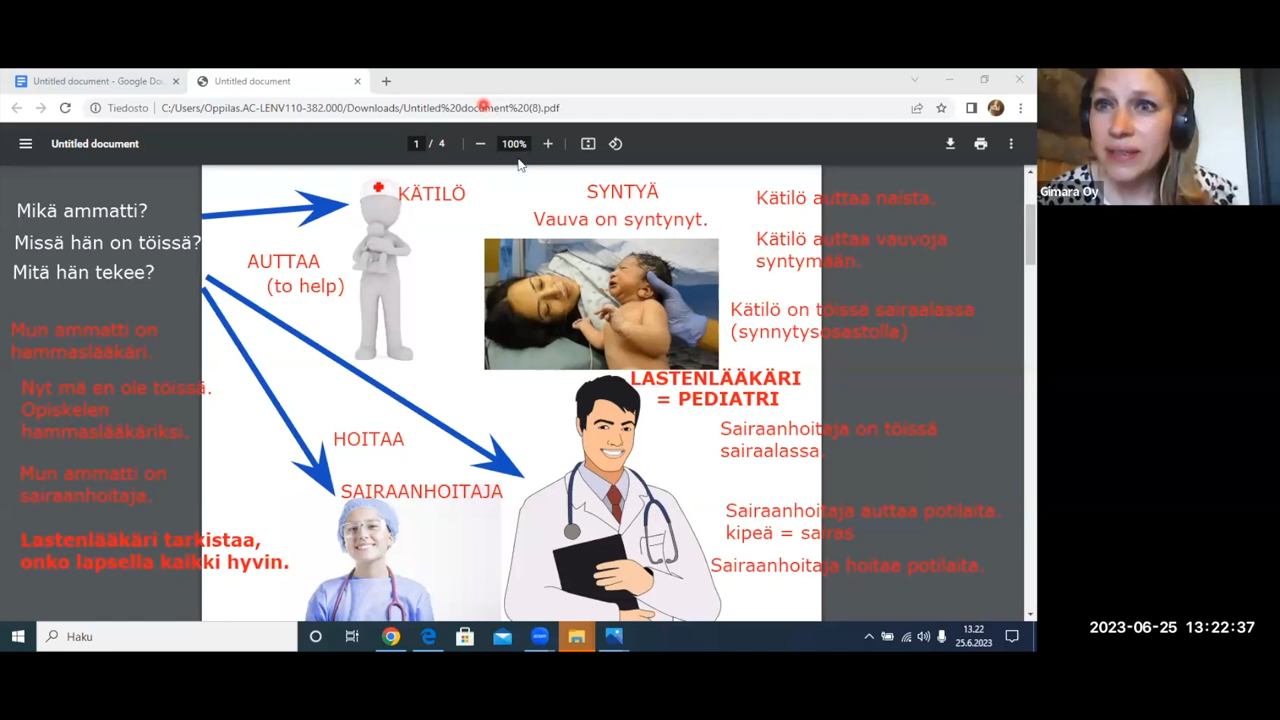 Untitled document - Google Do
Untitled document
Tiedosto
C:/Users/Oppilas.AC-LENV110-382.000/Downloads/Untitled%20document%20(8).pdf
Untitled document
1 / 4
100%
Gimara Oy
Mikä ammatti?
Missä hän on töissä?
Mitä hän tekee?
KÄTILÖ
AUTTAA
(to help)
SYNTYÄ
Vauva on syntynyt.
Kätilö auttaa naista.
Kätilö auttaa vauvoja
syntymään.
Kätilö on töissä sairaalassa
(synnytysosastolla)
Mun ammatti on
hammaslääkäri.
Nyt mä en ole töissä.
Opiskelen
hammaslääkäriksi.
Mun ammatti on
sairaanhoitaja.
Lastenlääkäri tarkistaa,
onko lapsella kaikki hyvin.
HOITAA
SAIRAANHOITAJA
LASTENLÄÄKÄRI
= PEDIATRI
Sairaanhoitaja on töissä
sairaalassa.
Sairaanhoitaja auttaa potilaita.
kipeä = sairas
Sairaanhoitaja hoitaa potilaita.
Haku
zoom
13.22
25.6.2023
2023-06-25 13:22:37